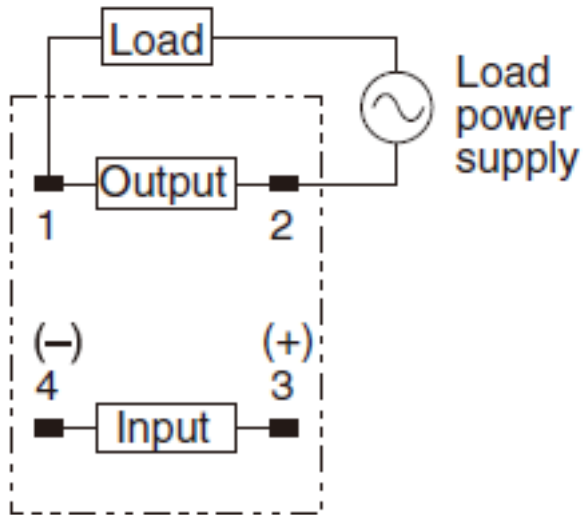 Load
Load
power
supply
Output
1
2
(–)
(+)
4
3
Input